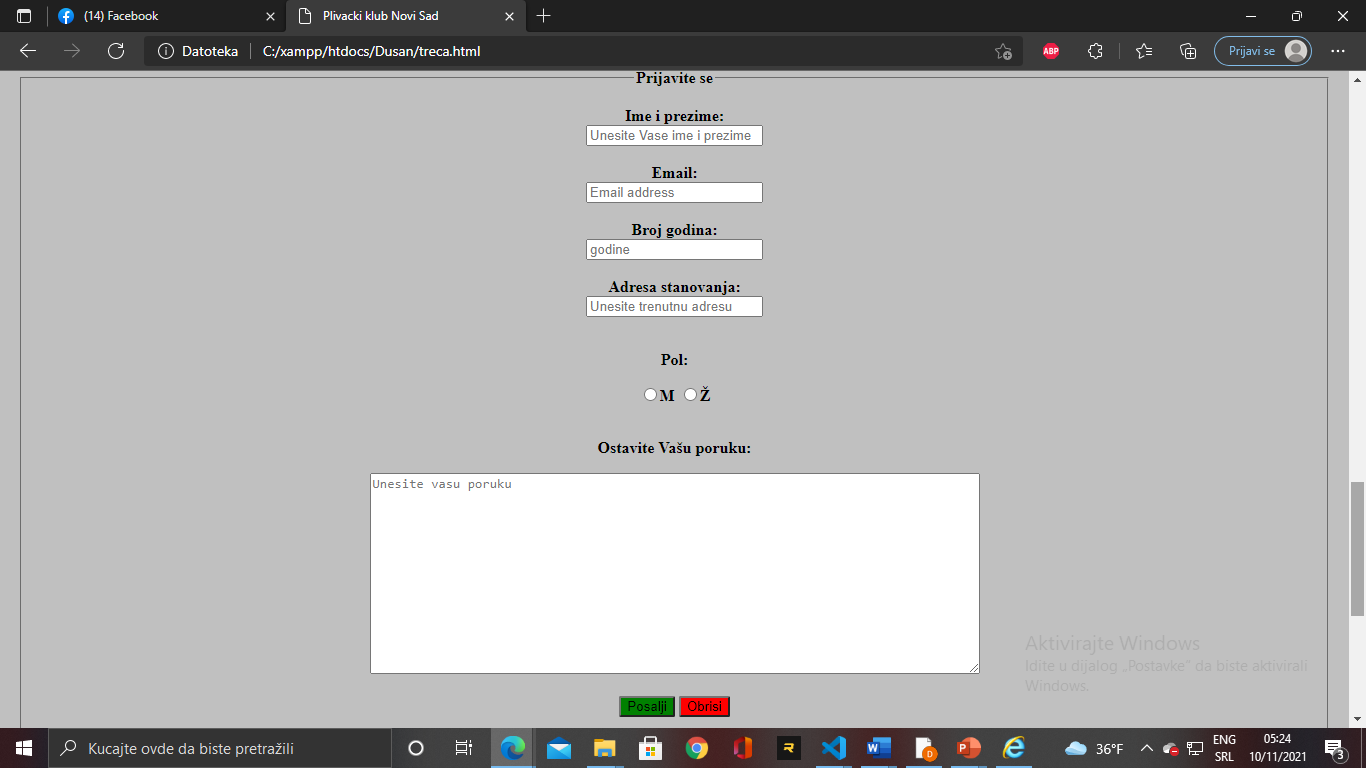 (14) Facebook
Plivacki klub Novi Sad
Datoteka
C:/xampp/htdocs/Dusan/treca.html
ABP
Prijavi se
Prijavite se
Ime i prezime:
Unesite Vase ime i prezime
Email:
Email address
Broj godina:
godine
Adresa stanovanja:
Unesite trenutnu adresu
Pol:
M Ž
Ostavite Vašu poruku:
Unesite vasu poruku
Posalji Obrisi
Aktivirajte Windows
Idite u dijalog „Postavke“ da biste aktivirali
Windows.
Kucajte ovde da biste pretražili
36°F
ENG
SRL
05:24
10/11/2021
3